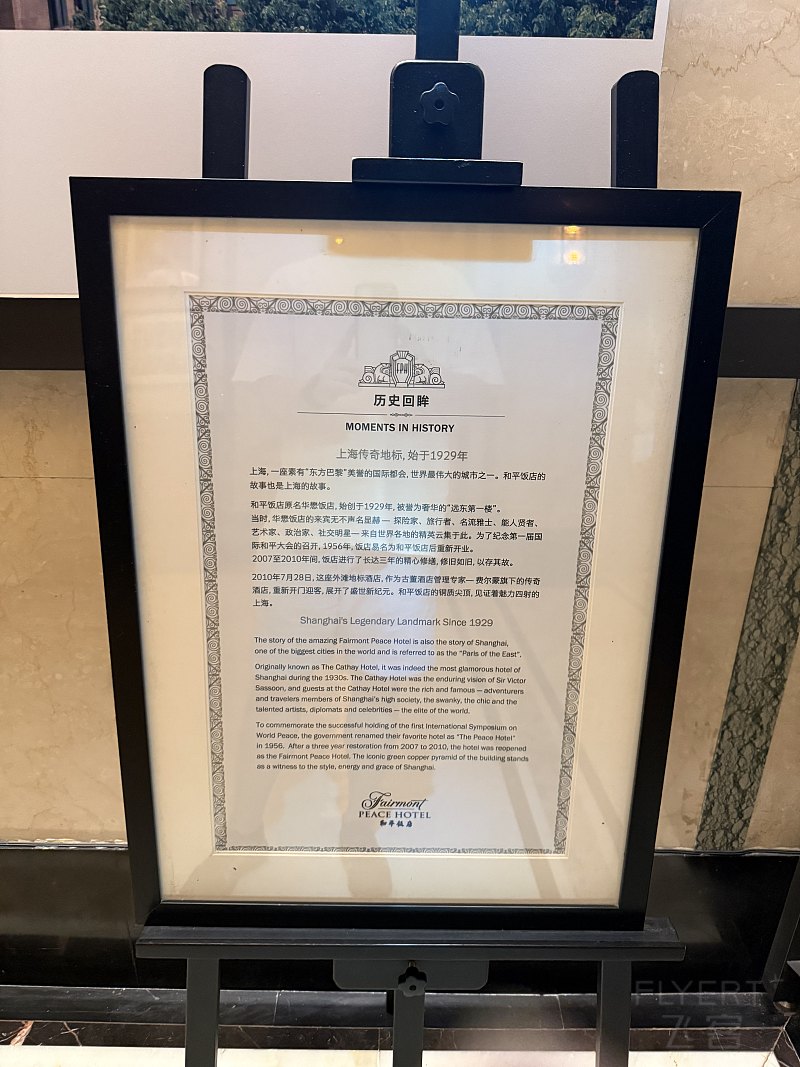 FPH
历史回眸
MOMENTS IN HISTORY
上海传奇地标, 始于1929年
上海, 一座素有"东方巴黎"美誉的国际都会, 世界最伟大的城市之一。和平饭店的
故事也是上海的故事。
和平饭店原名华懋饭店, 始创于1929年, 被誉为奢华的"远东第一楼"。
当时, 华懋饭店的来宾无不声名显赫 — 探险家、旅行者、名流雅士、能人贤者、
艺术家、政治家、社交明星 — 来自世界各地的精英云集于此。为了纪念第一届国
际和平大会的召开, 1956年, 饭店易名为和平饭店后重新开业。
2007至2010年间, 饭店进行了长达三年的精心修缮, 修旧如旧, 以存其故。
2010年7月28日, 这座外滩地标酒店, 作为古董酒店管理专家— 费尔蒙旗下的传奇
酒店, 重新开门迎客, 展开了盛世新纪元。和平饭店的铜质尖顶, 见证着魅力四射的
上海。
Shanghai's Legendary Landmark Since 1929
The story of the amazing Fairmont Peace Hotel is also the story of Shanghai,
one of the biggest cities in the world and is referred to as the "Paris of the East".
Originally known as The Cathay Hotel, it was indeed the most glamorous hotel of
Shanghai during the 1930s. The Cathay Hotel was the enduring vision of Sir Victor
Sassoon, and guests at the Cathay Hotel were the rich and famous — adventurers
and travelers members of Shanghai's high society, the swanky, the chic and the
talented artists, diplomats and celebrities — the elite of the world.
To commemorate the successful holding of the first International Symposium on
World Peace, the government renamed their favorite hotel as "The Peace Hotel"
in 1956. After a three year restoration from 2007 to 2010, the hotel was reopened
as the Fairmont Peace Hotel. The iconic green copper pyramid of the building stands
as a witness to the style, energy and grace of Shanghai.
Fairmont
PEACE HOTEL
和平饭店
FLYERT
飞客